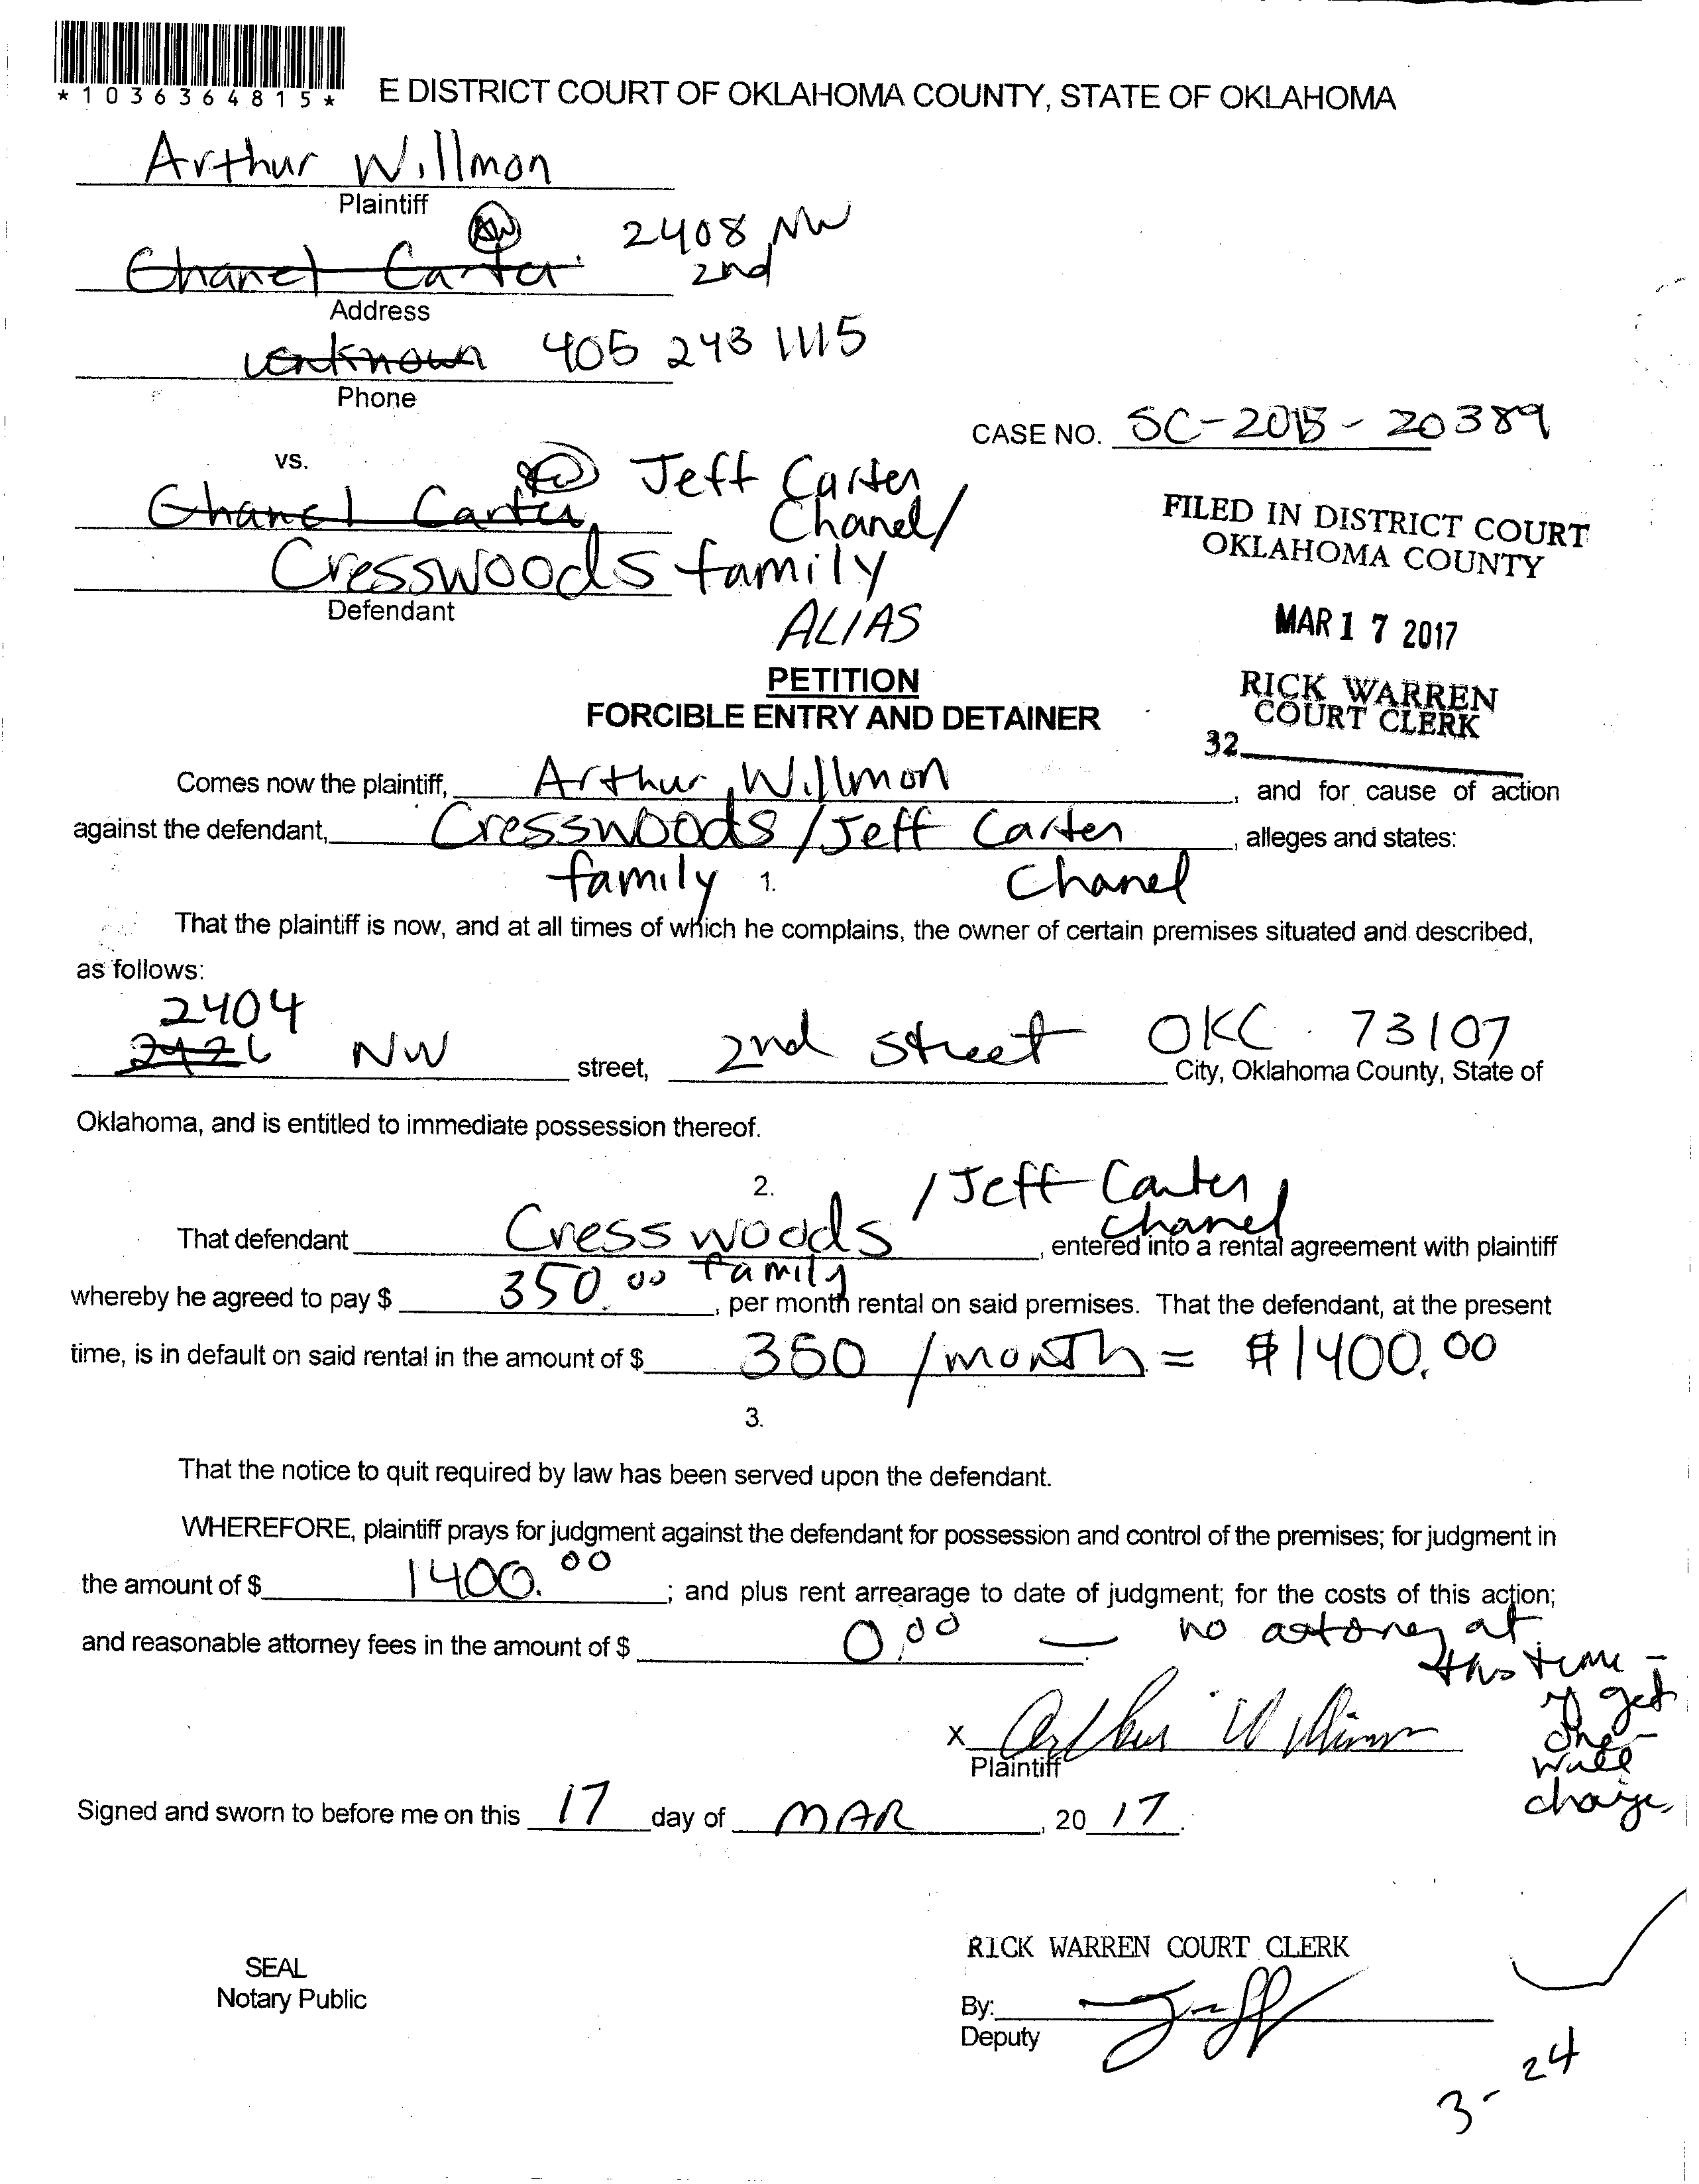 *1036364815*
E DISTRICT COURT OF OKLAHOMA COUNTY, STATE OF OKLAHOMA
Arthur Willmon
Plaintiff
AW
2408 NW
Chanel Carter 2nd
Address
unknown 405 243 1115
Phone
CASE NO. SC-2015-20389
vs.
Jeff Carter
Chanel Carter, Chanel/
Cresswoods family
Defendant
ALIAS
FILED IN DISTRICT COURT
OKLAHOMA COUNTY
MAR 17 2017
RICK WARREN
COURT CLERK
32
PETITION
FORCIBLE ENTRY AND DETAINER
Comes now the plaintiff, Arthur Willmon, and for cause of action
against the defendant, Cresswoods / Jeff Carter, alleges and states:
family 1. Chanel
That the plaintiff is now, and at all times of which he complains, the owner of certain premises situated and described,
as follows:
2404
2426 NW street, 2nd street OKC 73107 City, Oklahoma County, State of
Oklahoma, and is entitled to immediate possession thereof.
2. / Jeff Carter
Chanel
That defendant Cresswoods, entered into a rental agreement with plaintiff
family
whereby he agreed to pay $ 350.00, per month rental on said premises. That the defendant, at the present
time, is in default on said rental in the amount of $ 350 /month = $1400.00
3.
That the notice to quit required by law has been served upon the defendant.
WHEREFORE, plaintiff prays for judgment against the defendant for possession and control of the premises; for judgment in
the amount of $ 1400.00; and plus rent arrearage to date of judgment; for the costs of this action;
and reasonable attorney fees in the amount of $ 0.00 — no astoney at
this time -
if get
one -
will
charge
x Arthur Willmon
Plaintiff
Signed and sworn to before me on this 17 day of MAR, 20 17.
RICK WARREN COURT CLERK
SEAL
Notary Public
By:
Deputy
3-24